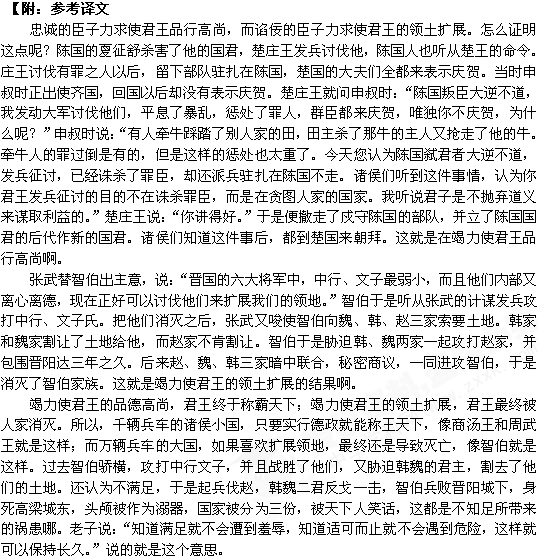 【附：参考译文
忠诚的臣子力求使君王品行高尚，而谄佞的臣子力求使君王的领土扩展。怎么证明
这点呢？陈国的夏征舒杀害了他的国君，楚庄王发兵讨伐他，陈国人也听从楚王的命令。
庄王讨伐有罪之人以后，留下部队驻扎在陈国，楚国的大夫们全都来表示庆贺。当时申
叔时正出使齐国，回国以后却没有表示庆贺。楚庄王就问申叔时：“陈国叛臣大逆不道，
我发动大军讨伐他们，平息了暴乱，惩处了罪人，群臣都来庆贺，唯独你不庆贺，为什
么呢？”申叔时说：“有人牵牛踩踏了别人家的田，田主杀了那牛的主人又抢走了他的牛。
牵牛人的罪过倒是有的，但是这样的惩处也太重了。今天您认为陈国弑君者大逆不道，
发兵征讨，已经诛杀了罪臣，却还派兵驻扎在陈国不走。诸侯们听到这件事情，认为你
君王发兵征讨的目的不在诛杀罪臣，而是在贪图人家的国家。我听说君子是不抛弃道义
来谋取利益的。”楚庄王说：“你讲得好。”于是便撤走了戍守陈国的部队，并立了陈国国
君的后代作新的国君。诸侯们知道这件事后，都到楚国来朝拜。这就是在竭力使君王品
行高尚啊。
张武替智伯出主意，说：“晋国的六大将军中，中行、文子最弱小，而且他们内部又
离心离德，现在正好可以讨伐他们来扩展我们的领地。”智伯于是听从张武的计谋发兵攻
打中行、文子氏。把他们消灭之后，张武又唆使智伯向魏、韩、赵三家索要土地。韩家
和魏家割让了土地给他，而赵家不肯割让。智伯于是胁迫韩、魏两家一起攻打赵家，并
包围晋阳达三年之久。后来赵、魏、韩三家暗中联合，秘密商议，一同进攻智伯，于是
消灭了智伯家族。这就是竭力使君王的领土扩展的结果啊。
竭力使君王的品德高尚，君王终于称霸天下；竭力使君王的领土扩展，君王最终被
人家消灭。所以，千辆兵车的诸侯小国，只要实行德政就能称王天下，像商汤王和周武
王就是这样；而万辆兵车的大国，如果喜欢扩展领地，最终还是导致灭亡，像智伯就是
这样。过去智伯骄横，攻打中行文子，并且战胜了他们，又胁迫韩魏的君主，割去了他
们的土地。还认为不满足，于是起兵伐赵，韩魏二君反戈一击，智伯兵败晋阳城下，身
死高梁城东，头颅被作为溺器，国家被分为三份，被天下人笑话，这都是不知足所带来
的祸患哪。老子说：“知道满足就不会遭到羞辱，知道适可而止就不会遇到危险，这样就
可以保持长久。”说的就是这个意思。